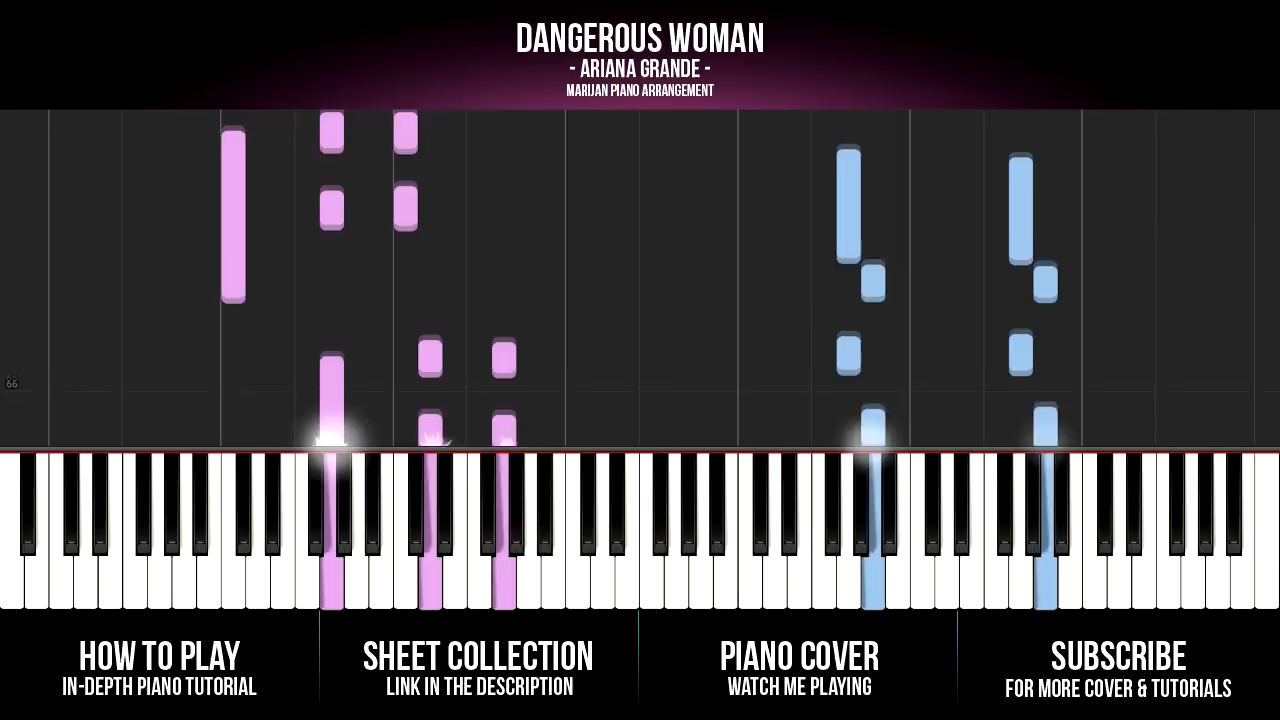 DANGEROUS WOMAN
- ARIANA GRANDE -
MARIJAN PIANO ARRANGEMENT
66
HOW TO PLAY
IN-DEPTH PIANO TUTORIAL
SHEET COLLECTION
LINK IN THE DESCRIPTION
PIANO COVER
WATCH ME PLAYING
SUBSCRIBE
FOR MORE COVER & TUTORIALS